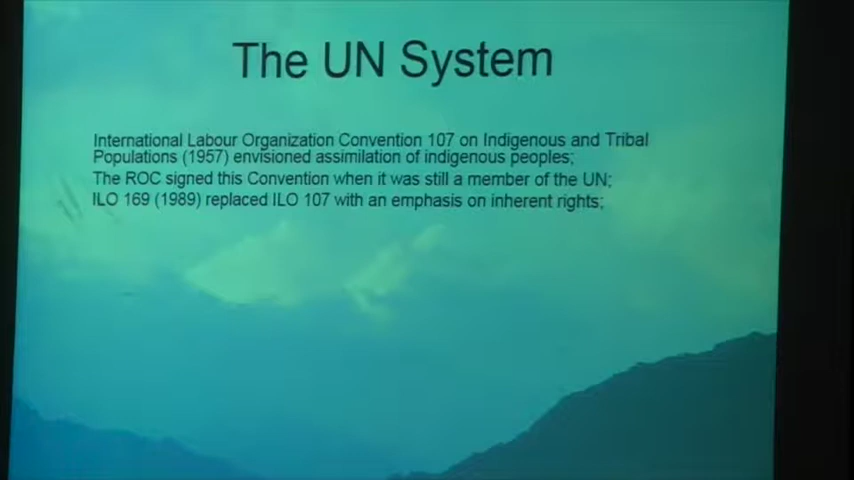 The UN System
International Labour Organization Convention 107 on Indigenous and Tribal
Populations (1957) envisioned assimilation of indigenous peoples;
The ROC signed this Convention when it was still a member of the UN;
ILO 169 (1989) replaced ILO 107 with an emphasis on inherent rights;